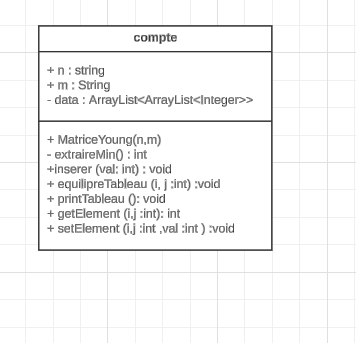 compte
+ n : string
+ m : String
- data : ArrayList<ArrayList<Integer>>
+ MatriceYoung(n,m)
- extraireMin() : int
+inserer (val: int) : void
+ equilipreTableau (i, j :int) :void
+ printTableau (): void
+ getElement (i,j :int): int
+ setElement (i,j :int ,val :int ) :void